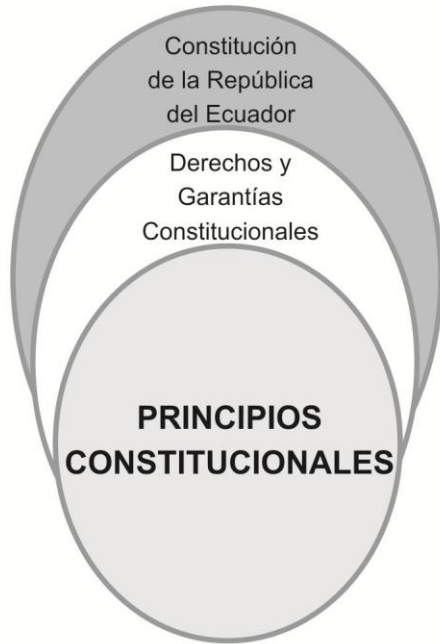 Constitución
de la República
del Ecuador
Derechos y
Garantías
Constitucionales
PRINCIPIOS
CONSTITUCIONALES